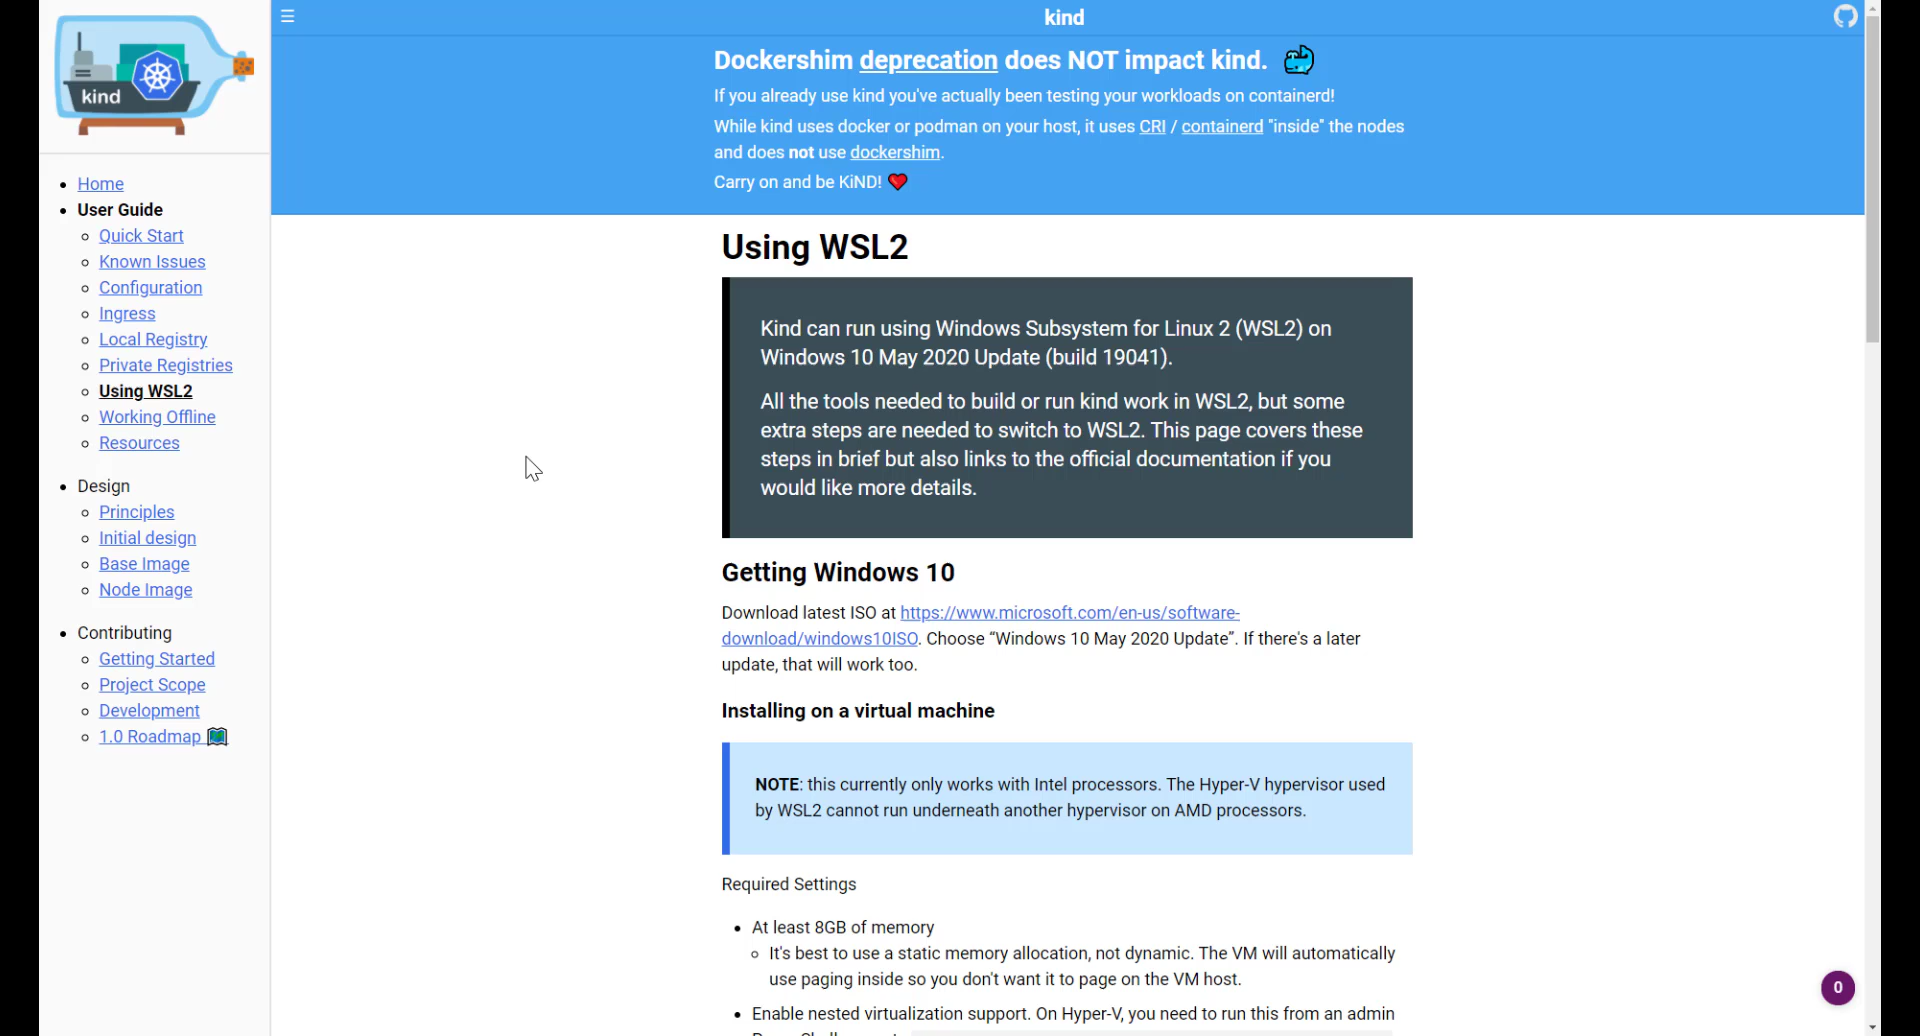 kind
Home
User Guide
Quick Start
Known Issues
Configuration
Ingress
Local Registry
Private Registries
Using WSL2
Working Offline
Resources
Design
Principles
Initial design
Base Image
Node Image
Contributing
Getting Started
Project Scope
Development
1.0 Roadmap
kind
Dockershim deprecation does NOT impact kind.
If you already use kind you've actually been testing your workloads on containerd!
While kind uses docker or podman on your host, it uses CRI / containerd "inside" the nodes
and does not use dockershim.
Carry on and be KiND!
Using WSL2
Kind can run using Windows Subsystem for Linux 2 (WSL2) on
Windows 10 May 2020 Update (build 19041).
All the tools needed to build or run kind work in WSL2, but some
extra steps are needed to switch to WSL2. This page covers these
steps in brief but also links to the official documentation if you
would like more details.
Getting Windows 10
Download latest ISO at https://www.microsoft.com/en-us/software-
download/windows10ISO. Choose “Windows 10 May 2020 Update”. If there's a later
update, that will work too.
Installing on a virtual machine
NOTE: this currently only works with Intel processors. The Hyper-V hypervisor used
by WSL2 cannot run underneath another hypervisor on AMD processors.
Required Settings
At least 8GB of memory
It's best to use a static memory allocation, not dynamic. The VM will automatically
use paging inside so you don't want it to page on the VM host.
Enable nested virtualization support. On Hyper-V, you need to run this from an admin
0